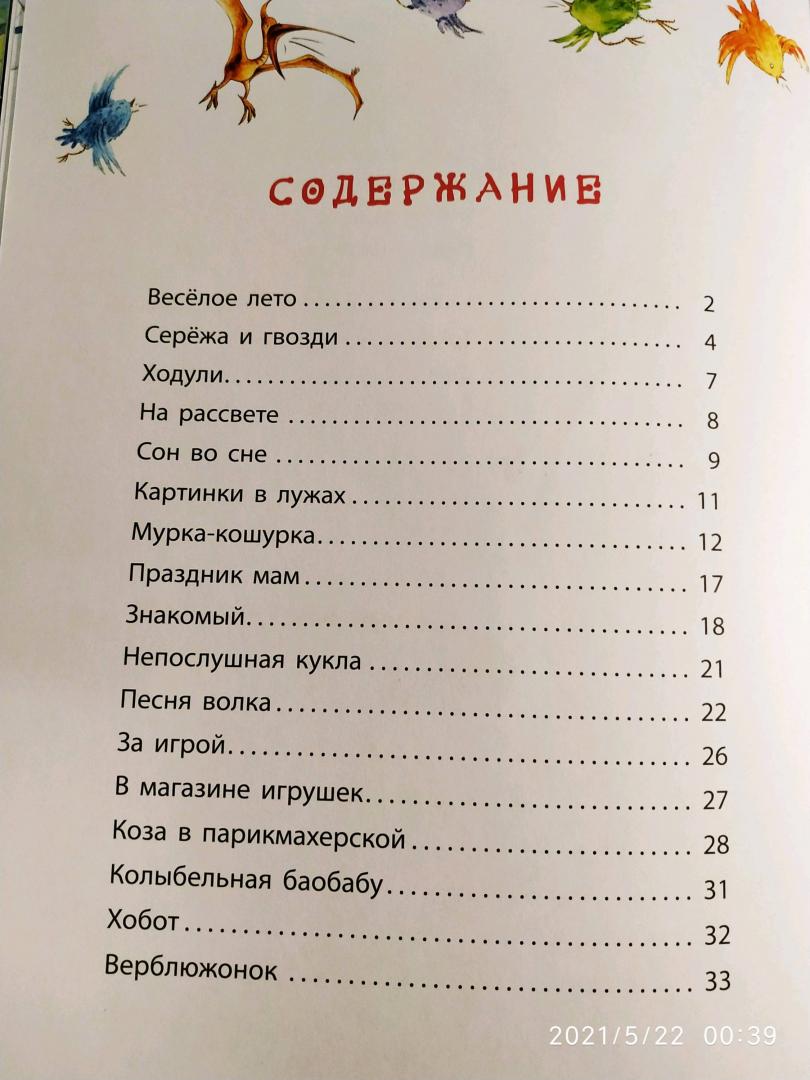 СОДЕРЖАНИЕ
Весёлое лето ........................................ 2
Серёжа и гвозди .................................... 4
Ходули................................................ 7
На рассвете .......................................... 8
Сон во сне ........................................... 9
Картинки в лужах ................................... 11
Мурка-кошурка....................................... 12
Праздник мам ........................................ 17
Знакомый.............................................. 18
Непослушная кукла ................................. 21
Песня волка .......................................... 22
За игрой............................................... 26
В магазине игрушек................................. 27
Коза в парикмахерской ............................. 28
Колыбельная баобабу ............................... 31
Хобот .................................................. 32
Верблюжонок ......................................... 33
2021/5/22 00:39